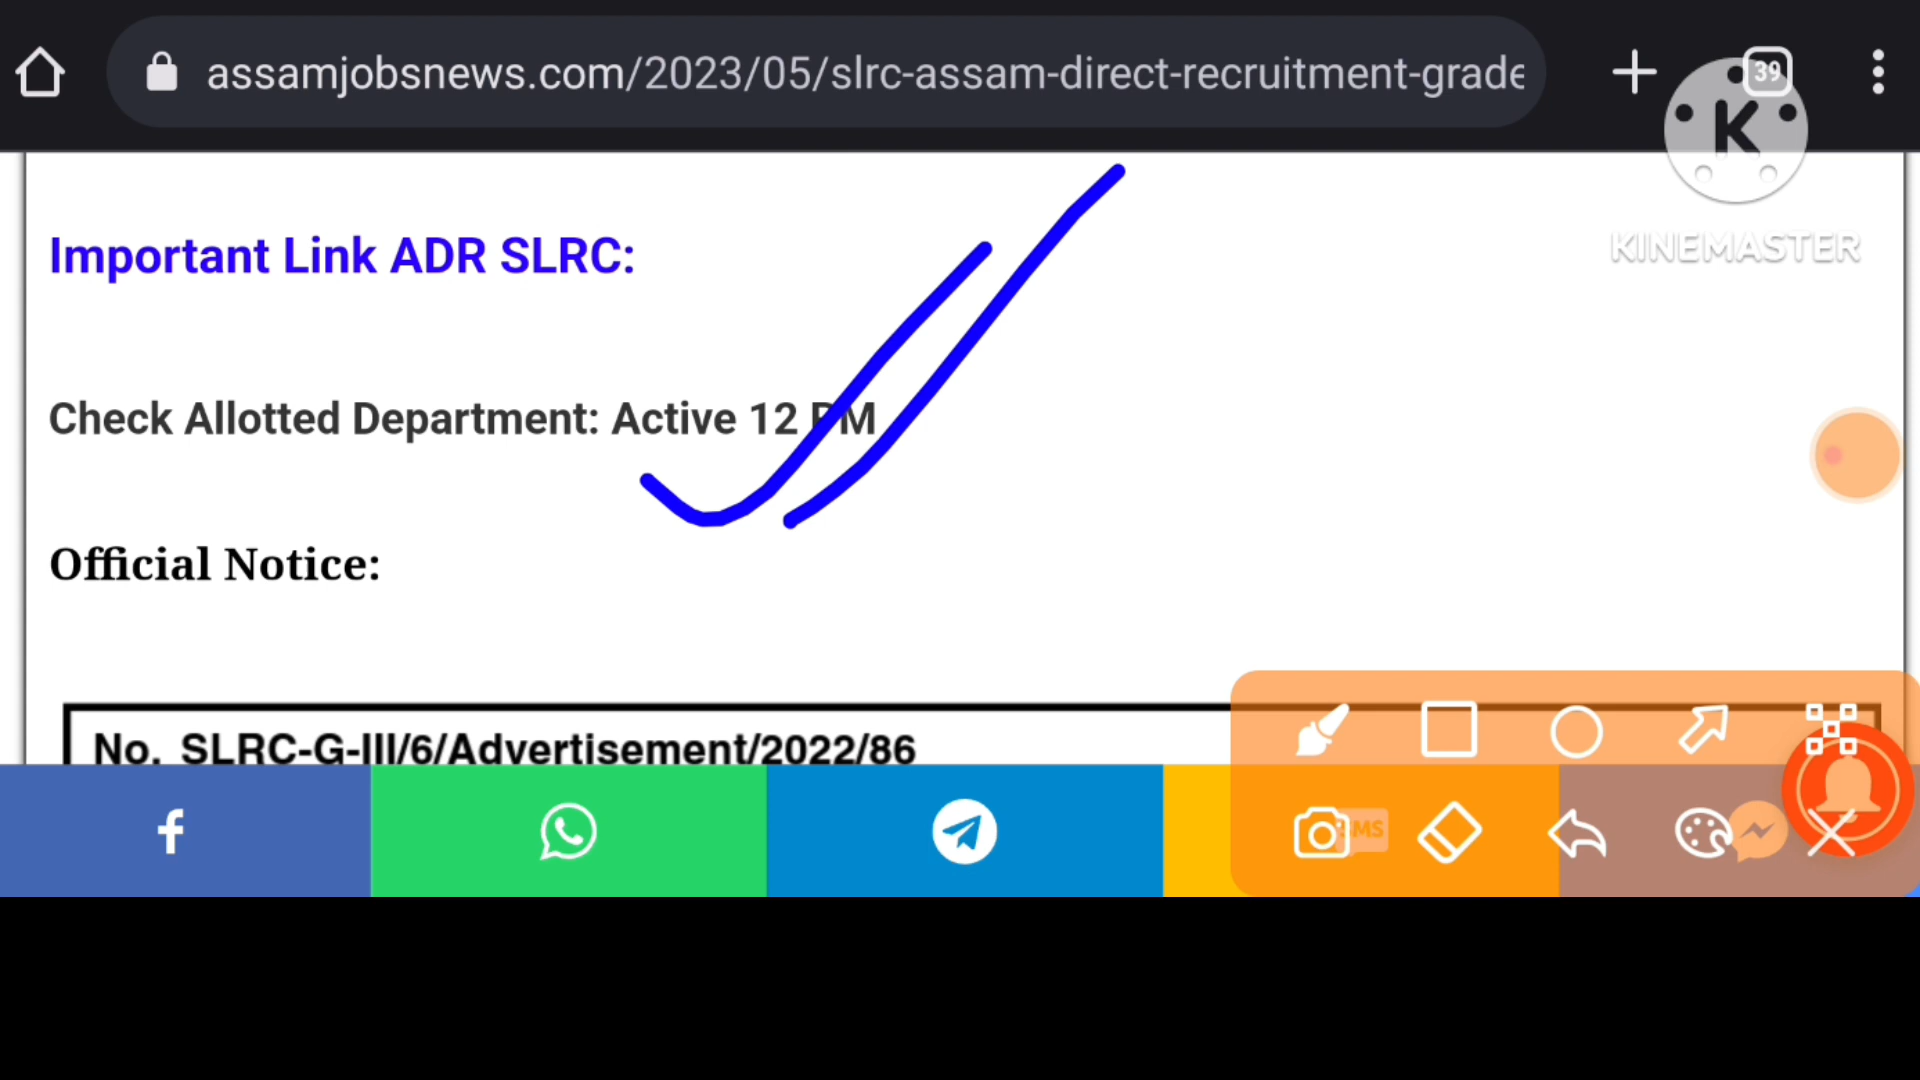 assamjobsnews.com/2023/05/slrc-assam-direct-recruitment-grade
39
K
KINEMASTER
Important Link ADR SLRC:
Check Allotted Department: Active 12 PM
Official Notice:
No. SLRC-G-III/6/Advertisement/2022/86
SMS